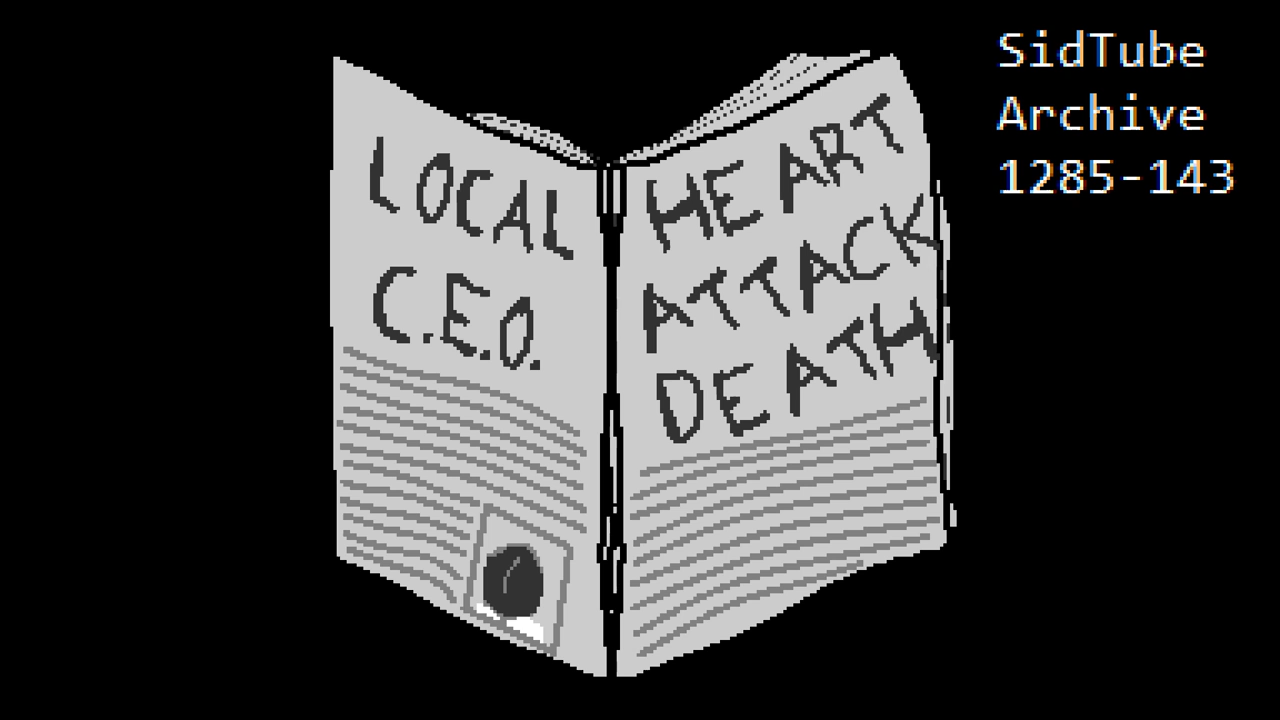 LOCAL
C.E.O.
HEART
ATTACK
DEATH
SidTube
Archive
1285-143